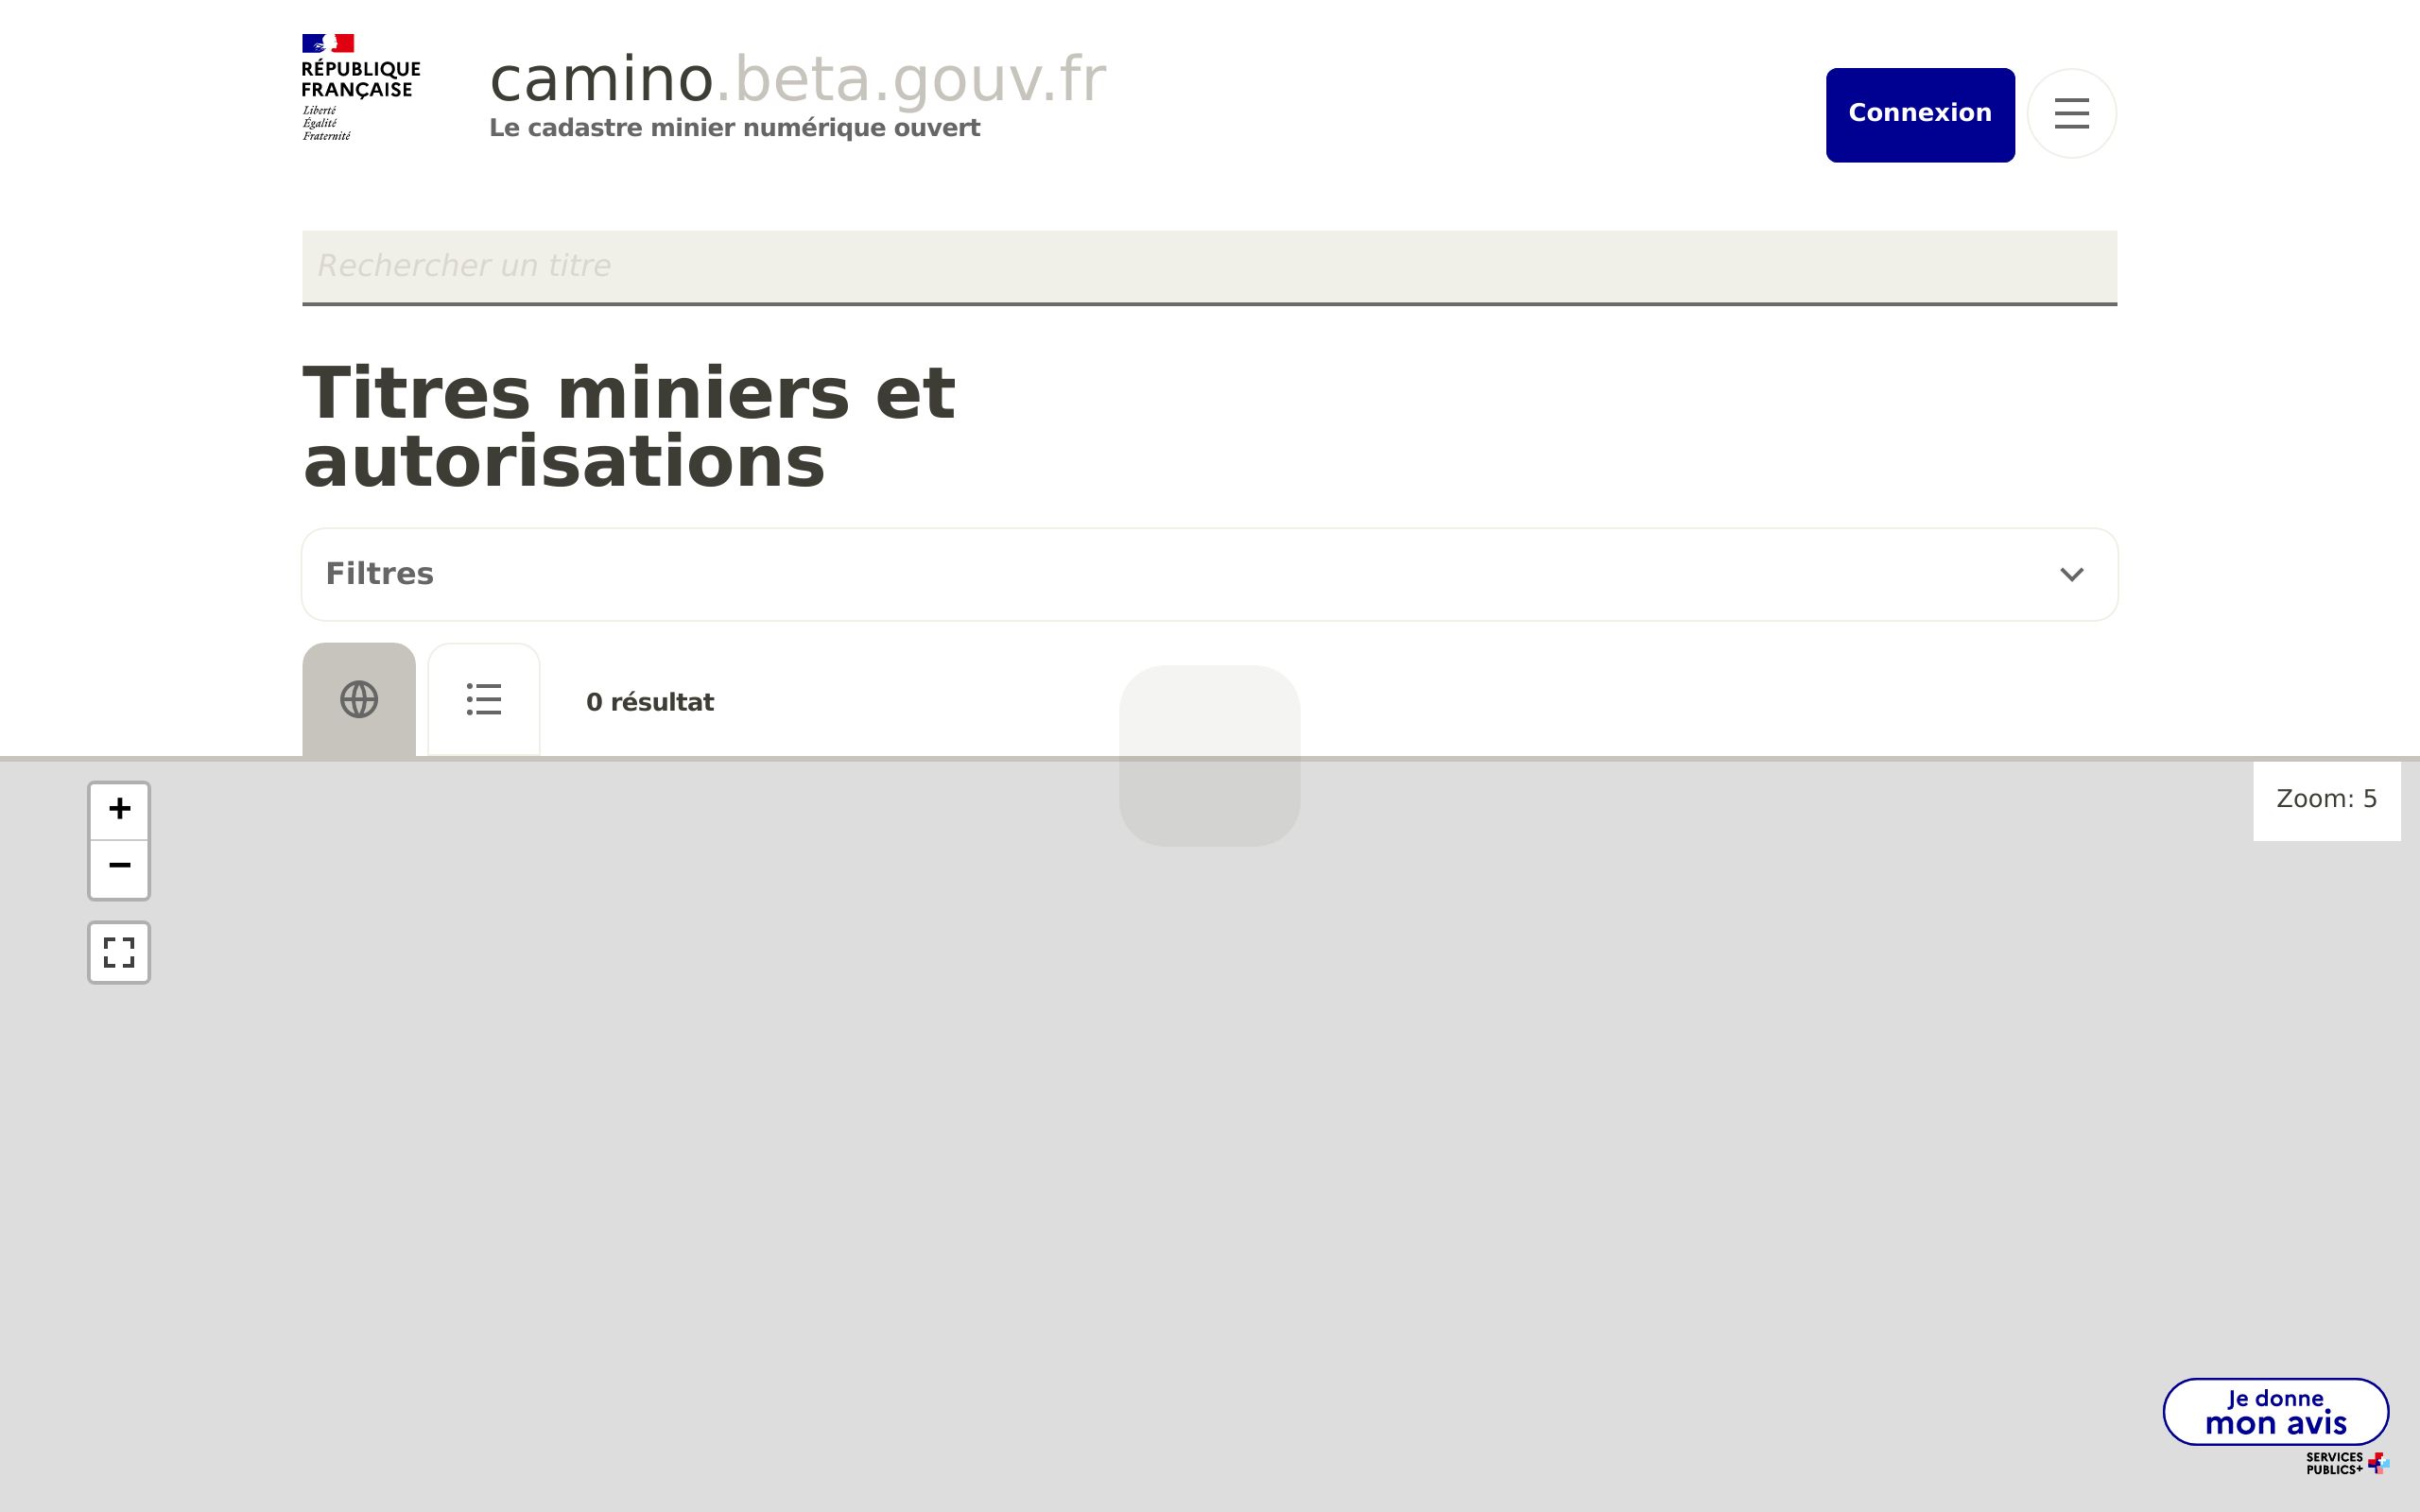 RÉPUBLIQUE
FRANÇAISE
Liberté
Égalité
Fraternité
camino.beta.gouv.fr
Le cadastre minier numérique ouvert
Connexion
Rechercher un titre
Titres miniers et
autorisations
Filtres
0 résultat
+
−
Zoom: 5
Je donne
mon avis
SERVICES
PUBLICS+